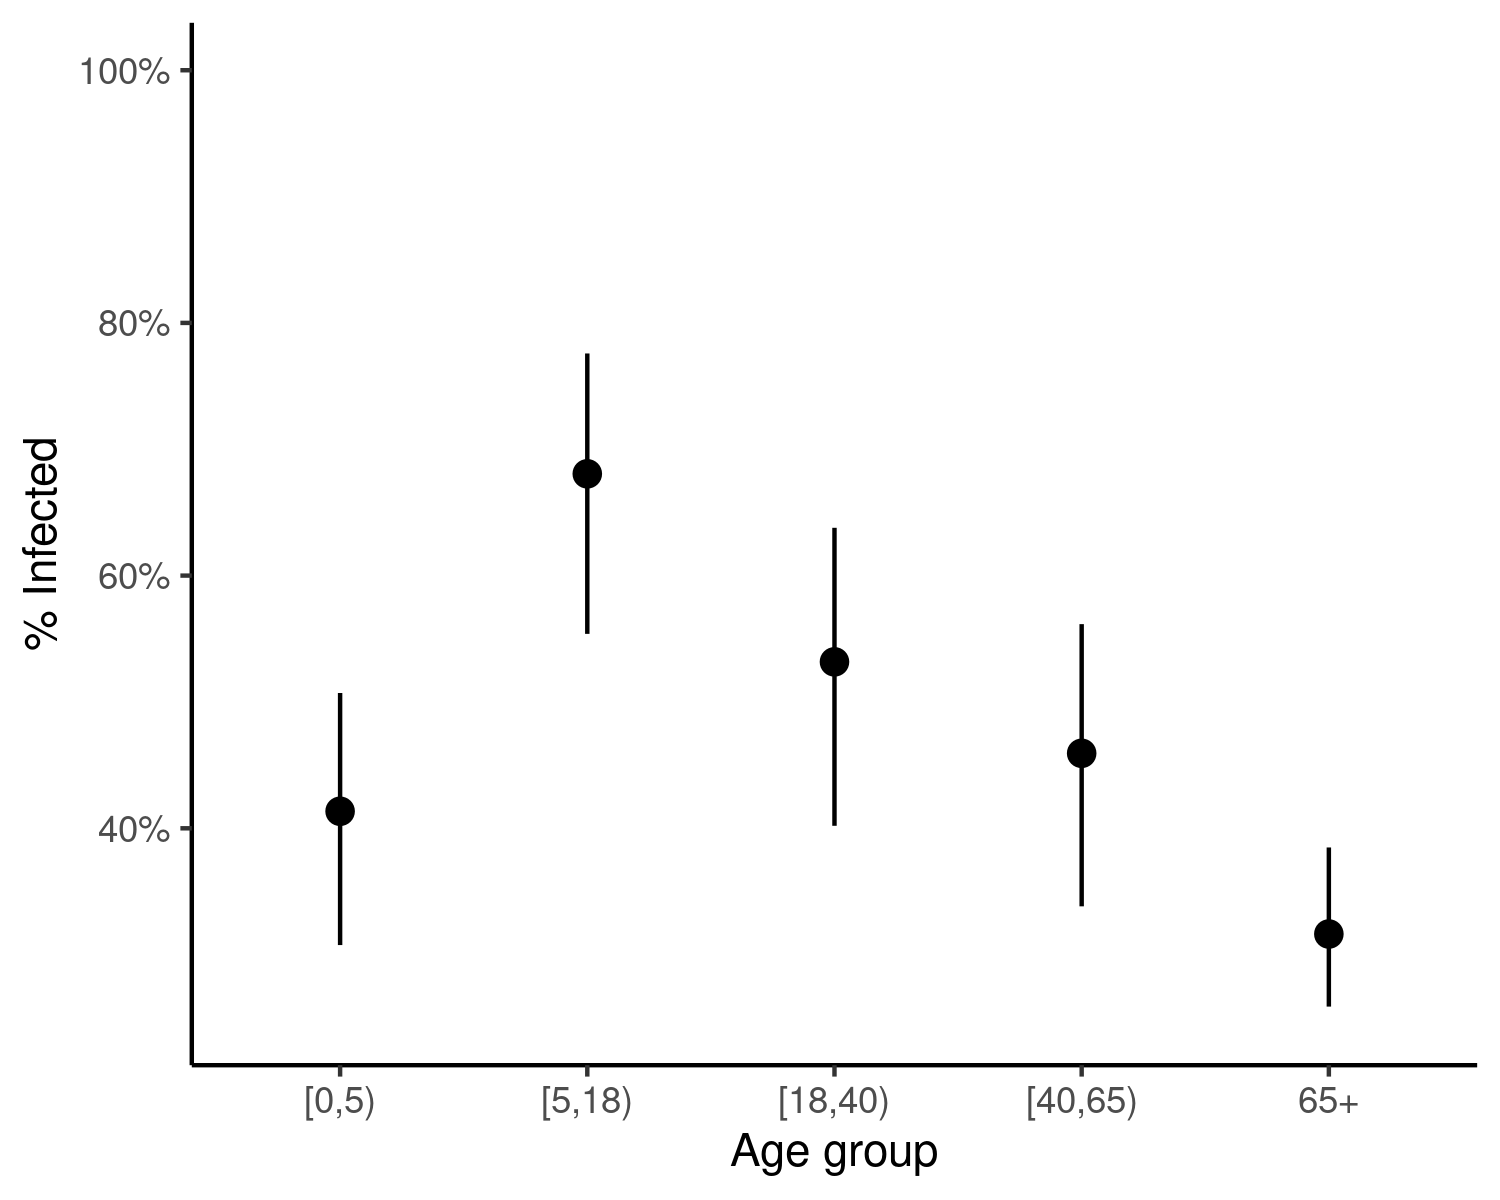 100%
80%
60%
40%
% Infected
[0,5) [5,18) [18,40) [40,65) 65+
Age group